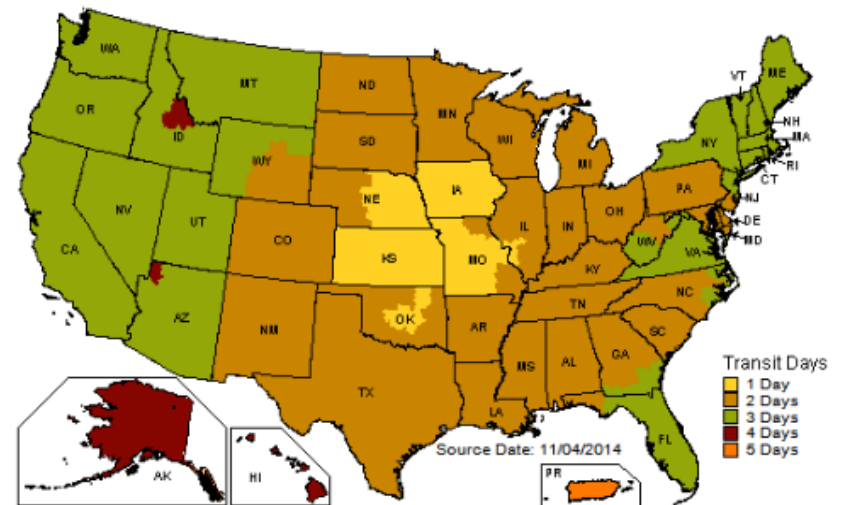 WA
MT
ND
MN
VT
ME
OR
ID
SD
WI
MI
NY
NH
MA
RI
CT
WY
NE
IA
PA
NJ
NV
UT
CO
IL
IN
OH
DE
MD
CA
KS
MO
WV
VA
KY
AZ
NM
OK
AR
TN
NC
SC
TX
MS
AL
GA
LA
FL
Transit Days
1 Day
2 Days
3 Days
4 Days
5 Days
Source Date: 11/04/2014
AK
HI
PR